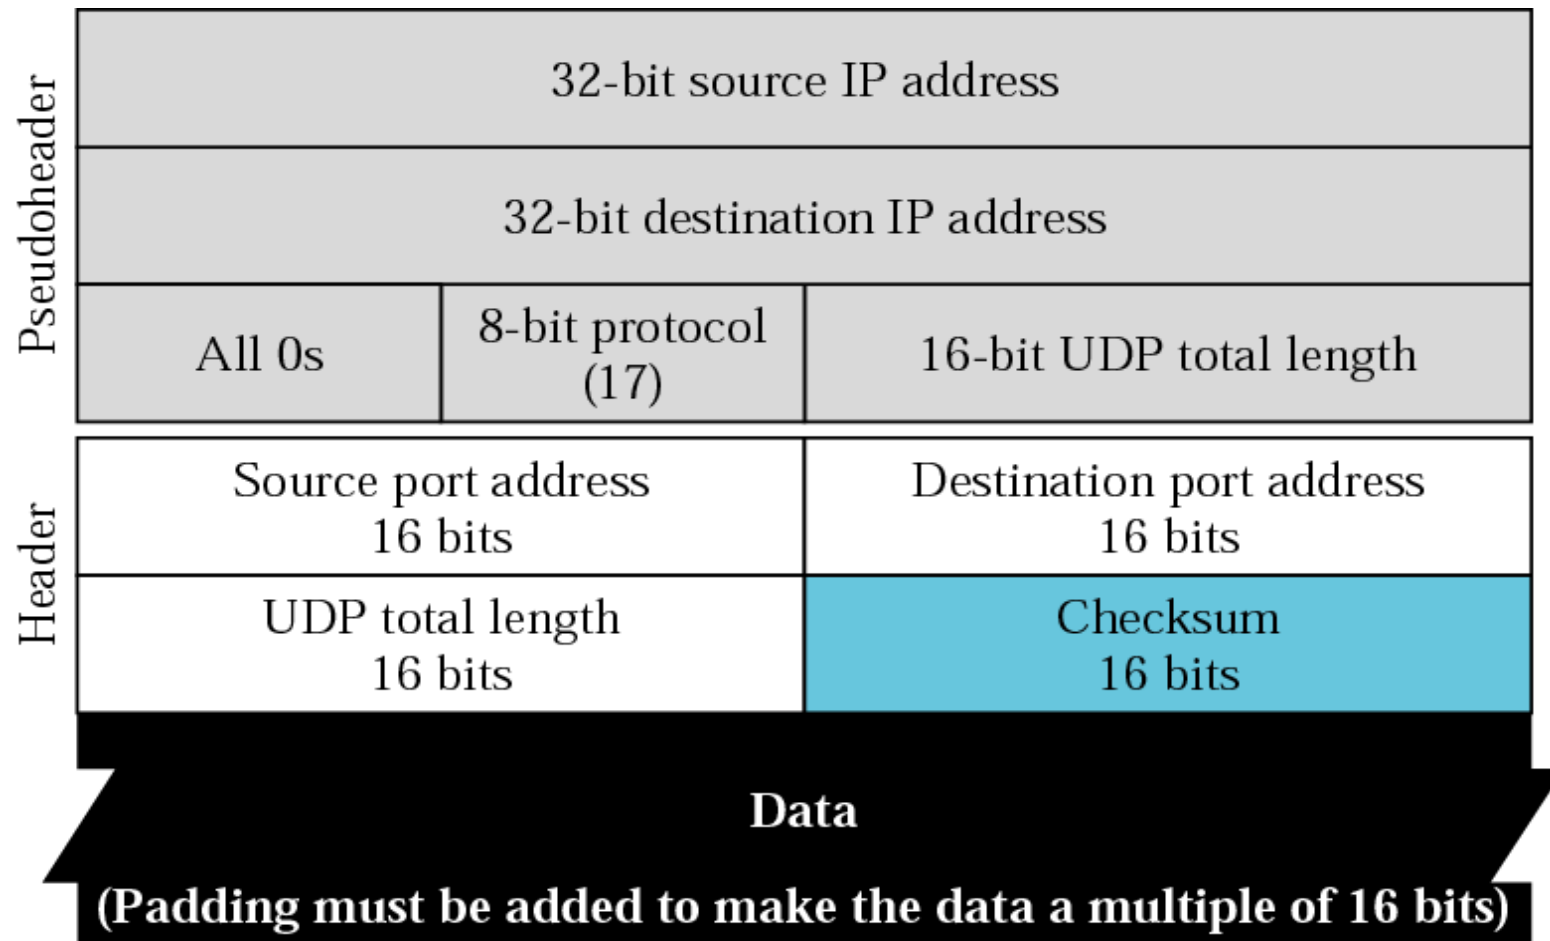 Pseudoheader
32-bit source IP address
32-bit destination IP address
All 0s
8-bit protocol
(17)
16-bit UDP total length
Header
Source port address
16 bits
Destination port address
16 bits
UDP total length
16 bits
Checksum
16 bits
Data
(Padding must be added to make the data a multiple of 16 bits)